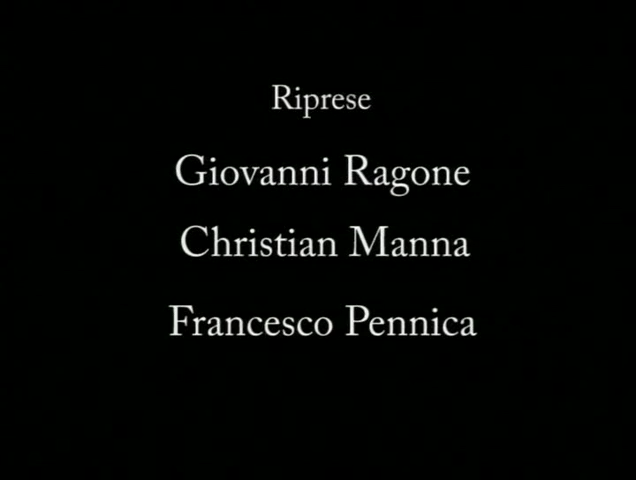 Riprese
Giovanni Ragone
Christian Manna
Francesco Pennica